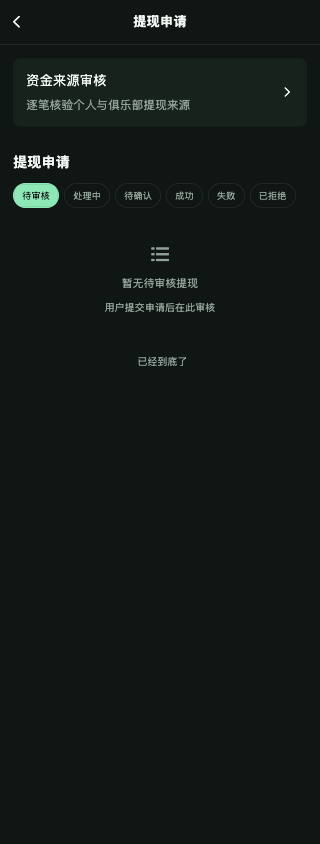 提现申请
资金来源审核
逐笔核验个人与俱乐部提现来源
提现申请
待审核 处理中 待确认 成功 失败 已拒绝
暂无待审核提现
用户提交申请后在此审核
已经到底了